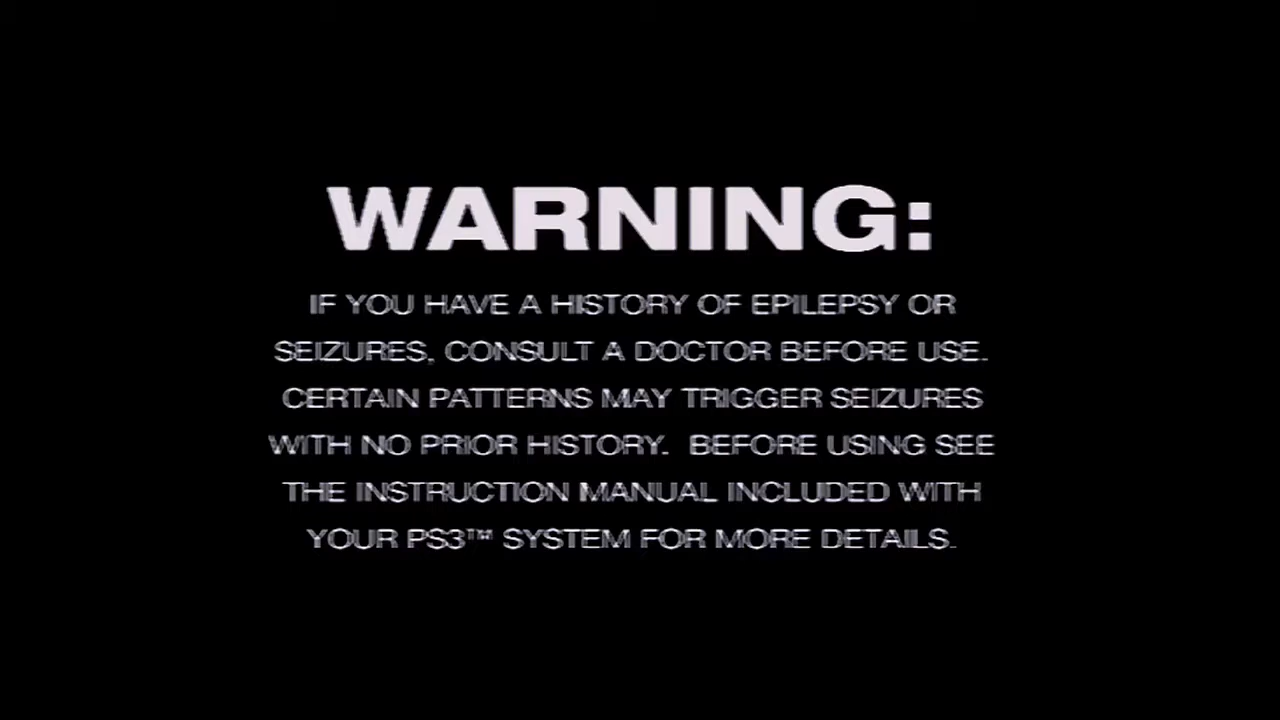 WARNING:
IF YOU HAVE A HISTORY OF EPILEPSY OR
SEIZURES, CONSULT A DOCTOR BEFORE USE.
CERTAIN PATTERNS MAY TRIGGER SEIZURES
WITH NO PRIOR HISTORY.  BEFORE USING SEE
THE INSTRUCTION MANUAL INCLUDED WITH
YOUR PS3™ SYSTEM FOR MORE DETAILS.